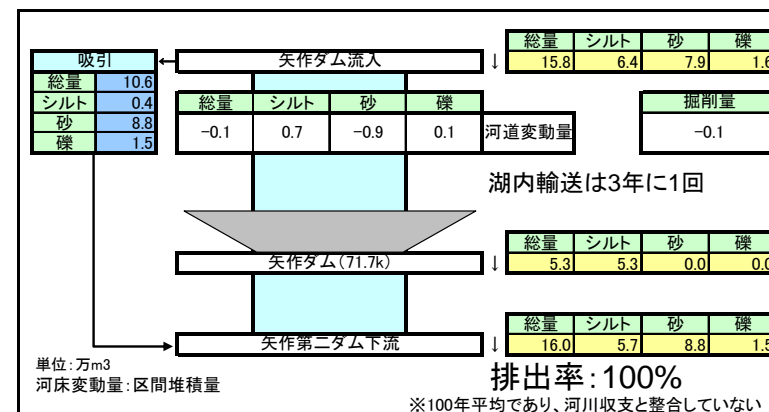 総量 シルト 砂 礫
吸引 矢作ダム流入 ↓ 15.8 6.4 7.9 1.6
総量 10.6
シルト 0.4
砂 8.8
礫 1.5
総量 シルト 砂 礫
−0.1 0.7 −0.9 0.1 河道変動量
掘削量
−0.1
湖内輸送は3年に1回
総量 シルト 砂 礫
矢作ダム(71.7k) ↓ 5.3 5.3 0.0 0.0
総量 シルト 砂 礫
矢作第二ダム下流 ↓ 16.0 5.7 8.8 1.5
単位:万m3
河床変動量:区間堆積量
排出率:100%
※100年平均であり、河川収支と整合していない